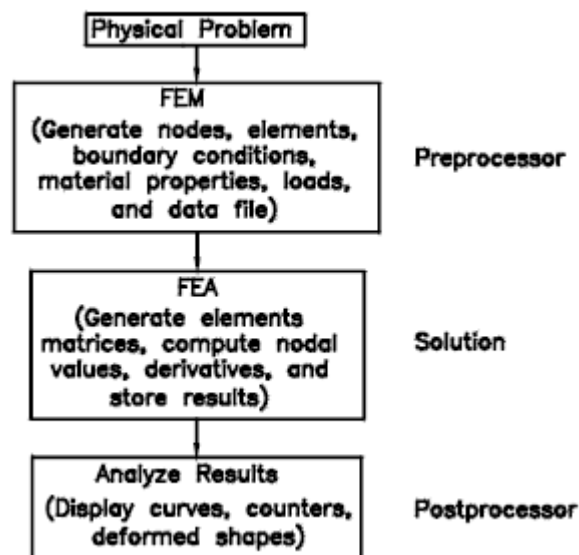 Physical Problem
FEM
(Generate nodes, elements,
boundary conditions,
material properties, loads,
and data file)
Preprocessor
FEA
(Generate elements
matrices, compute nodal
values, derivatives, and
store results)
Solution
Analyze Results
(Display curves, counters,
deformed shapes)
Postprocessor